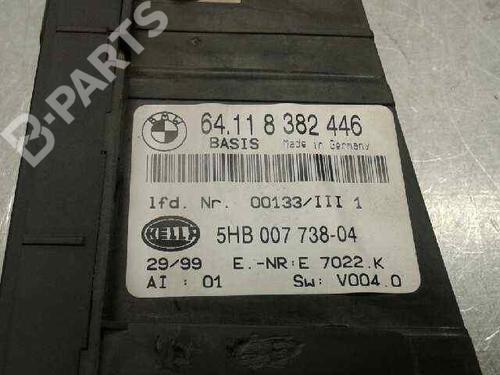 B-PARTS
BMW
64.11 8 382 446
BASIS Made in Germany
lfd. Nr. 00133/III 1
HELLA
5HB 007 738-04
29/99 E.-NR:E 7022.K
AI : 01 Sw: V004.0